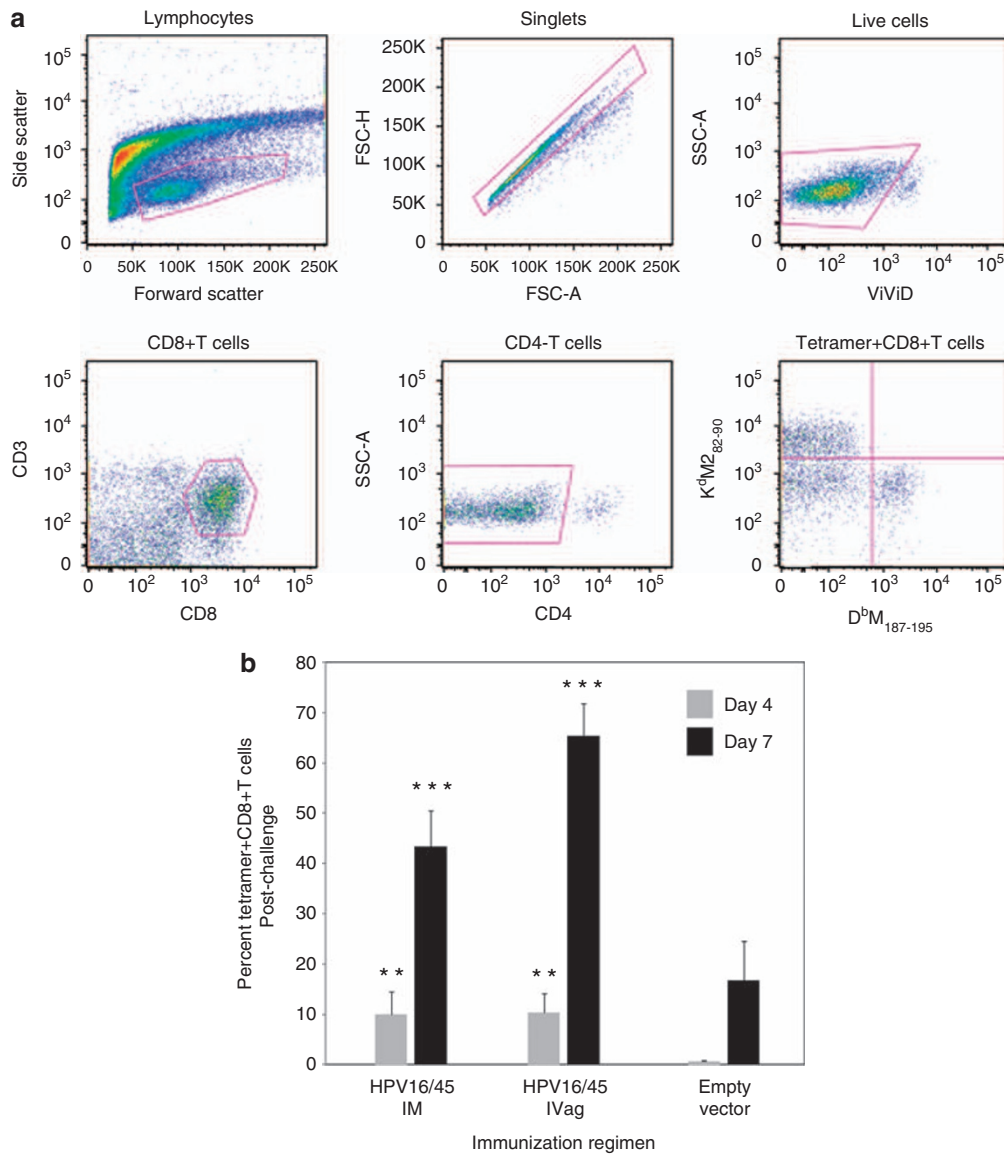 a
Lymphocytes
Side scatter
10⁵
10⁴
10³
10²
0
0 50K 100K 150K 200K 250K
Forward scatter
Singlets
FSC-H
250K
200K
150K
100K
50K
0
0 50K 100K 150K 200K 250K
FSC-A
Live cells
SSC-A
10⁵
10⁴
10³
10²
0
0 10² 10³ 10⁴ 10⁵
ViViD
CD8+T cells
CD3
10⁵
10⁴
10³
10²
0
0 10² 10³ 10⁴ 10⁵
CD8
CD4-T cells
SSC-A
10⁵
10⁴
10³
10²
0
0 10² 10³ 10⁴ 10⁵
CD4
Tetramer+CD8+T cells
KᵈM2₈₂₋₉₀
10⁵
10⁴
10³
10²
0
0 10² 10³ 10⁴ 10⁵
DᵇM₁₈₇₋₁₉₅
b
Percent tetramer+CD8+T cells
Post-challenge
80
70
60
50
40
30
20
10
0
* *
* * *
* *
* * *
Day 4
Day 7
HPV16/45
IM
HPV16/45
IVag
Empty
vector
Immunization regimen